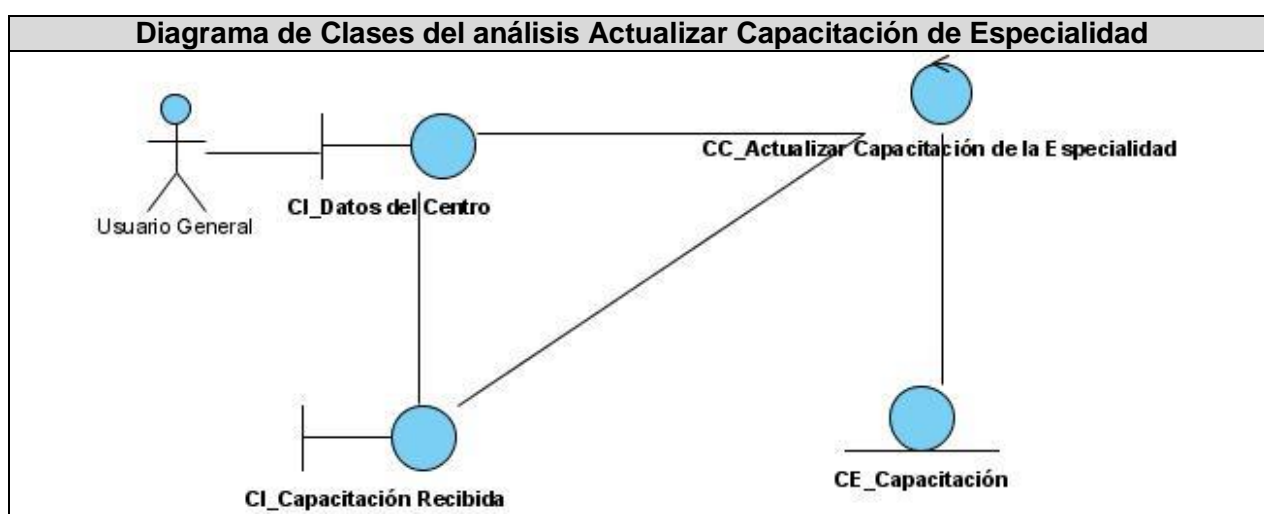 Diagrama de Clases del análisis Actualizar Capacitación de Especialidad
CC_Actualizar Capacitación de la Especialidad
CI_Datos del Centro
Usuario General
CE_Capacitación
CI_Capacitación Recibida